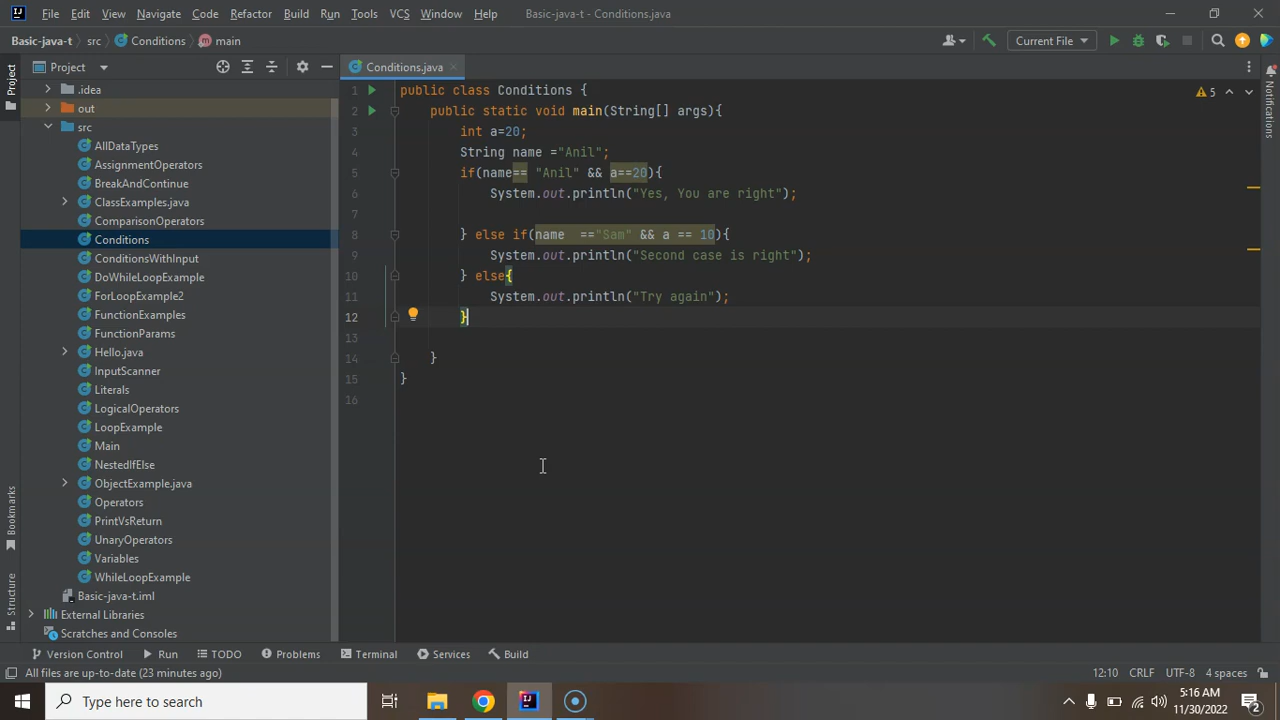 File Edit View Navigate Code Refactor Build Run Tools VCS Window Help Basic-java-t - Conditions.java
Basic-java-t src Conditions main Current File
Project
Project
Conditions.java
Notifications
.idea
out
src
AllDataTypes
AssignmentOperators
BreakAndContinue
ClassExamples.java
ComparisonOperators
Conditions
ConditionsWithInput
DoWhileLoopExample
ForLoopExample2
FunctionExamples
FunctionParams
Hello.java
InputScanner
Literals
LogicalOperators
LoopExample
Main
NestedIfElse
ObjectExample.java
Operators
PrintVsReturn
UnaryOperators
Variables
WhileLoopExample
Basic-java-t.iml
External Libraries
Scratches and Consoles
Bookmarks
Structure
1 public class Conditions {
5
2 public static void main(String[] args){
3 int a=20;
4 String name ="Anil";
5 if(name== "Anil" && a==20){
6 System.out.println("Yes, You are right");
7
8 } else if(name  =="Sam" && a == 10){
9 System.out.println("Second case is right");
10 } else{
11 System.out.println("Try again");
12 }
13
14 }
15 }
16
Version Control Run TODO Problems Terminal Services Build
All files are up-to-date (23 minutes ago) 12:10 CRLF UTF-8 4 spaces
Type here to search
5:16 AM
11/30/2022
2